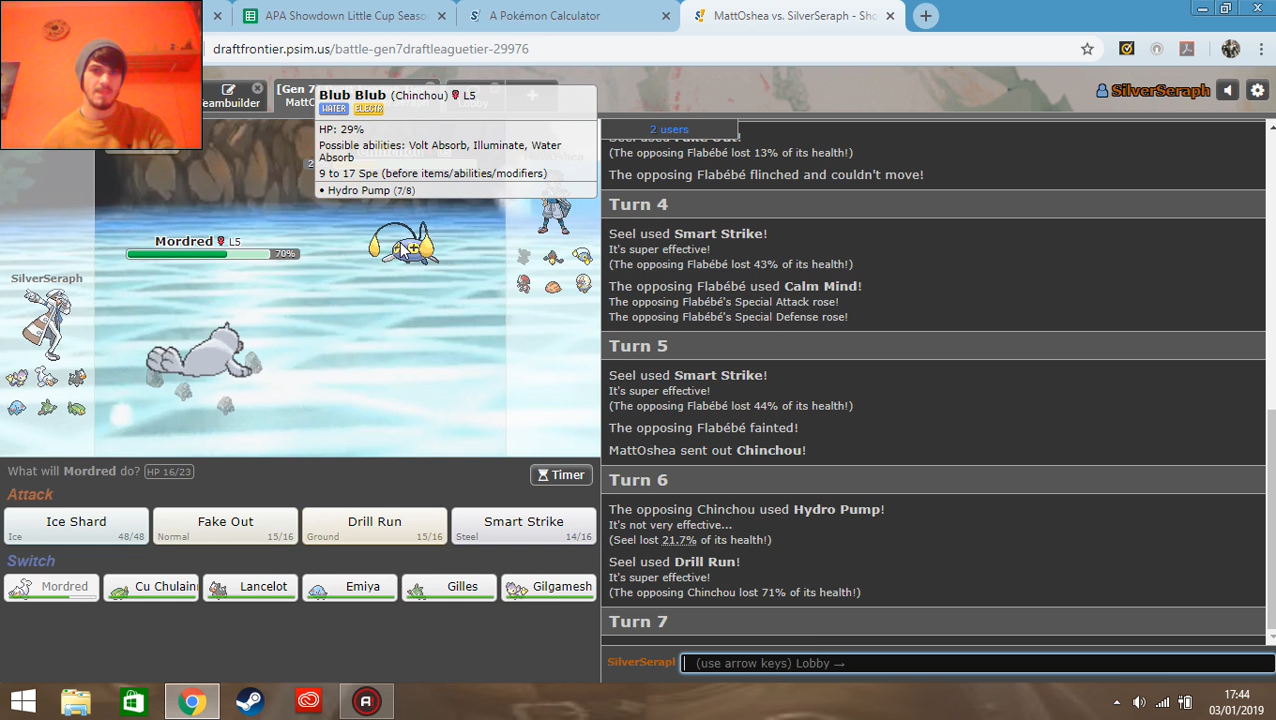 APA Showdown Little Cup Seaso
A Pokémon Calculator
MattOshea vs. SilverSeraph - Sho
draftfrontier.psim.us/battle-gen7draftleaguetier-29976
eambuilder
[Gen 7
SilverSeraph
Blub Blub (Chinchou) L5
WATER ELECTR
HP: 29%
Possible abilities: Volt Absorb, Illuminate, Water
Absorb
9 to 17 Spe (before items/abilities/modifiers)
• Hydro Pump (7/8)
Mordred L5
70%
SilverSeraph
What will Mordred do? HP 16/23
Timer
Attack
Ice Shard
Ice 48/48
Fake Out
Normal 15/16
Drill Run
Ground 15/16
Smart Strike
Steel 14/16
Switch
Mordred
Cu Chulain
Lancelot
Emiya
Gilles
Gilgamesh
2 users
(The opposing Flabébé lost 13% of its health!)
The opposing Flabébé flinched and couldn't move!
Turn 4
Seel used Smart Strike!
It's super effective!
(The opposing Flabébé lost 43% of its health!)
The opposing Flabébé used Calm Mind!
The opposing Flabébé's Special Attack rose!
The opposing Flabébé's Special Defense rose!
Turn 5
Seel used Smart Strike!
It's super effective!
(The opposing Flabébé lost 44% of its health!)
The opposing Flabébé fainted!
MattOshea sent out Chinchou!
Turn 6
The opposing Chinchou used Hydro Pump!
It's not very effective...
(Seel lost 21.7% of its health!)
Seel used Drill Run!
It's super effective!
(The opposing Chinchou lost 71% of its health!)
Turn 7
SilverSerapl (use arrow keys) Lobby →
17:44
03/01/2019